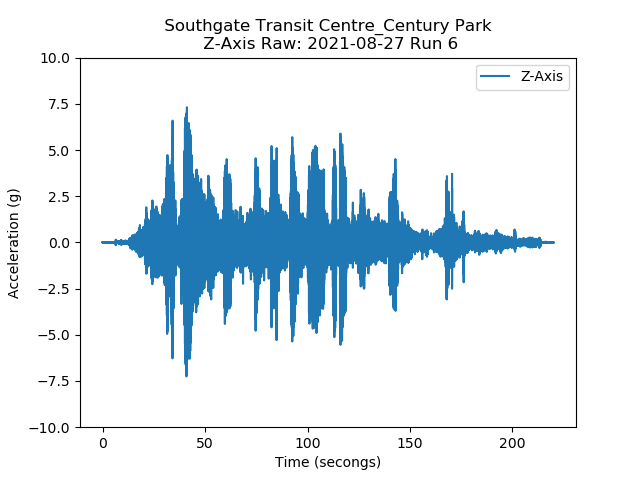 Southgate Transit Centre_Century Park
Z-Axis Raw: 2021-08-27 Run 6
Z-Axis
Acceleration (g)
10.0
7.5
5.0
2.5
0.0
−2.5
−5.0
−7.5
−10.0
0 50 100 150 200
Time (secongs)